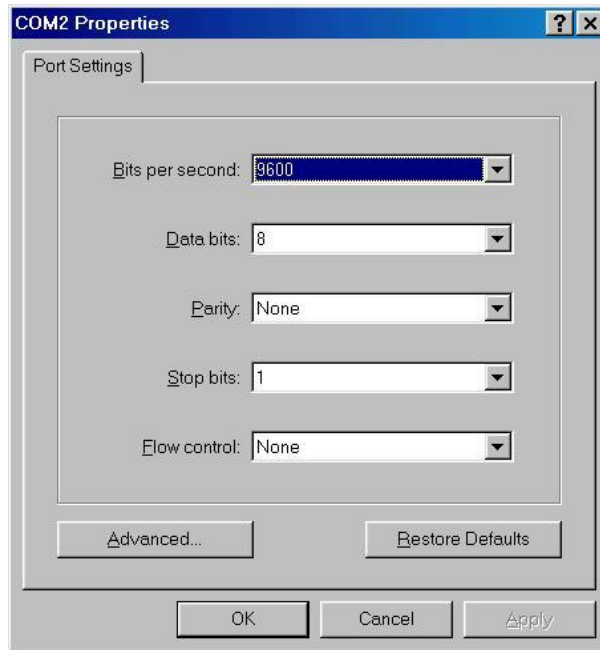 COM2 Properties
Port Settings
Bits per second: 9600
Data bits: 8
Parity: None
Stop bits: 1
Flow control: None
Advanced... Restore Defaults
OK Cancel Apply